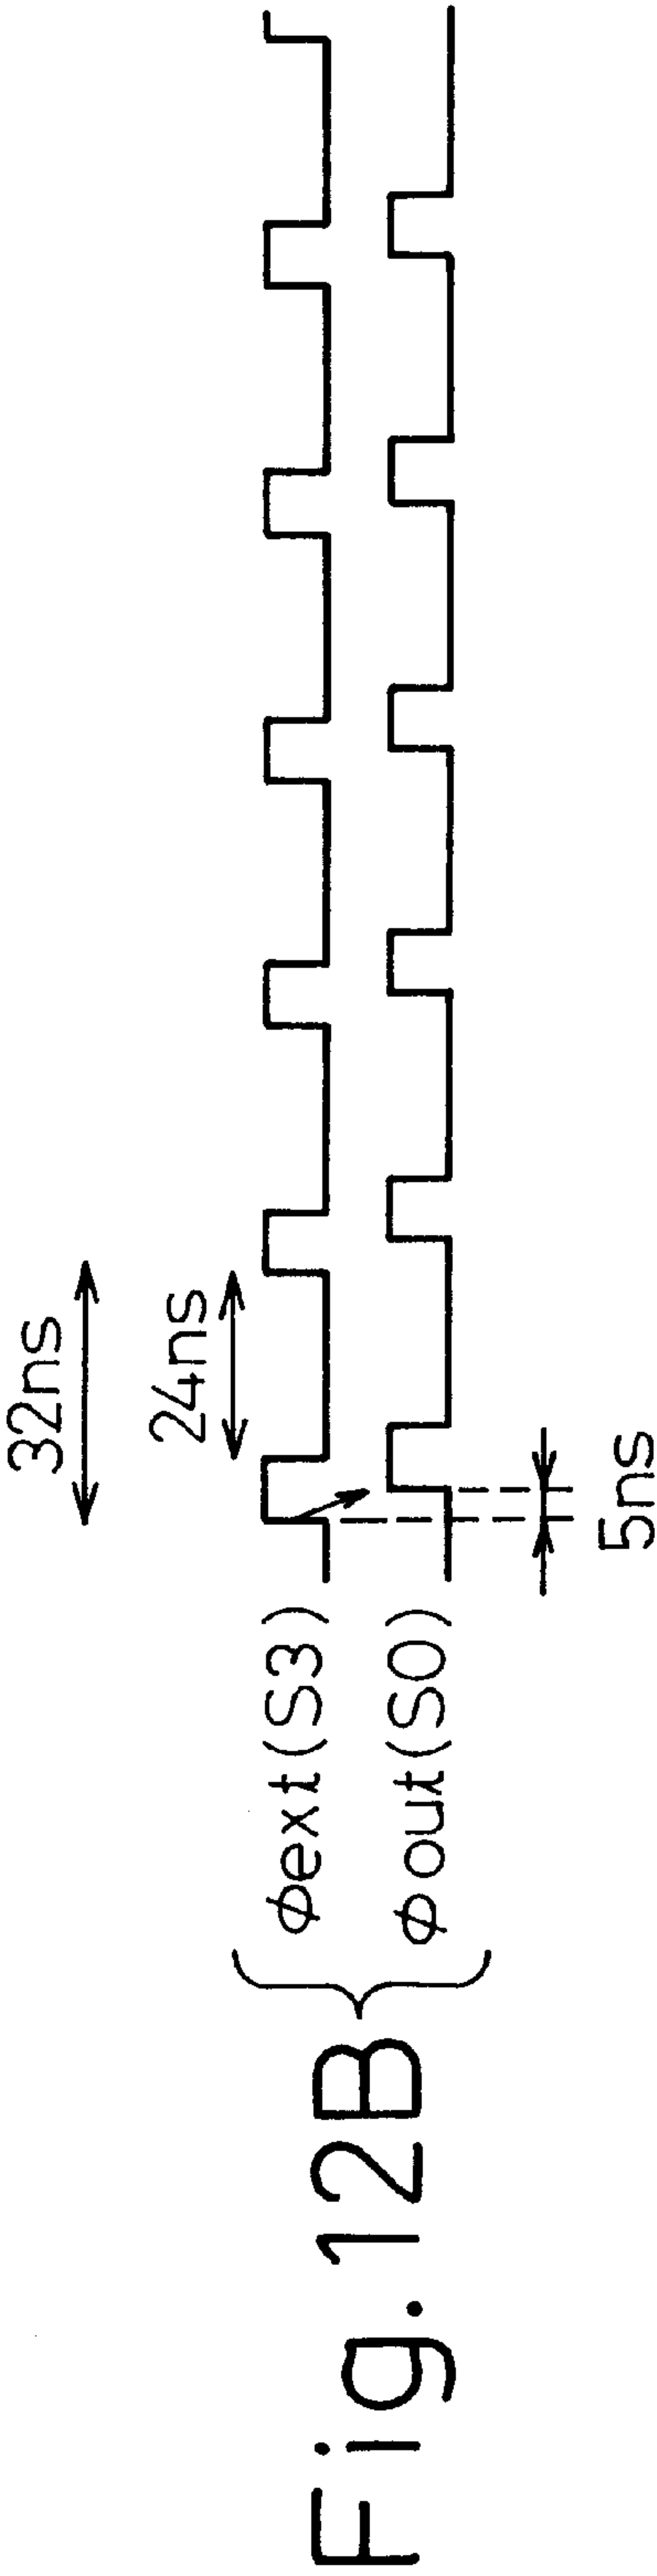 32ns
24ns
φext(S3)
φout(S0)
5ns
Fig.12B